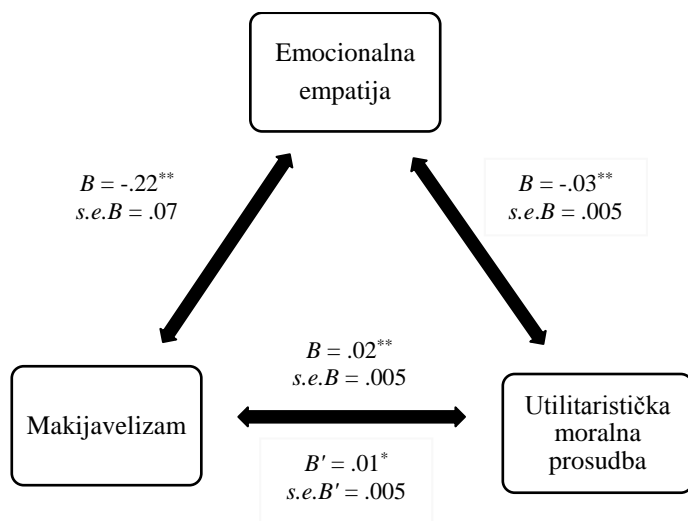 Emocionalna
empatija
B = -.22**
s.e.B = .07
B = -.03**
s.e.B = .005
B = .02**
s.e.B = .005
Makijavelizam
Utilitaristička
moralna
prosudba
B' = .01*
s.e.B' = .005